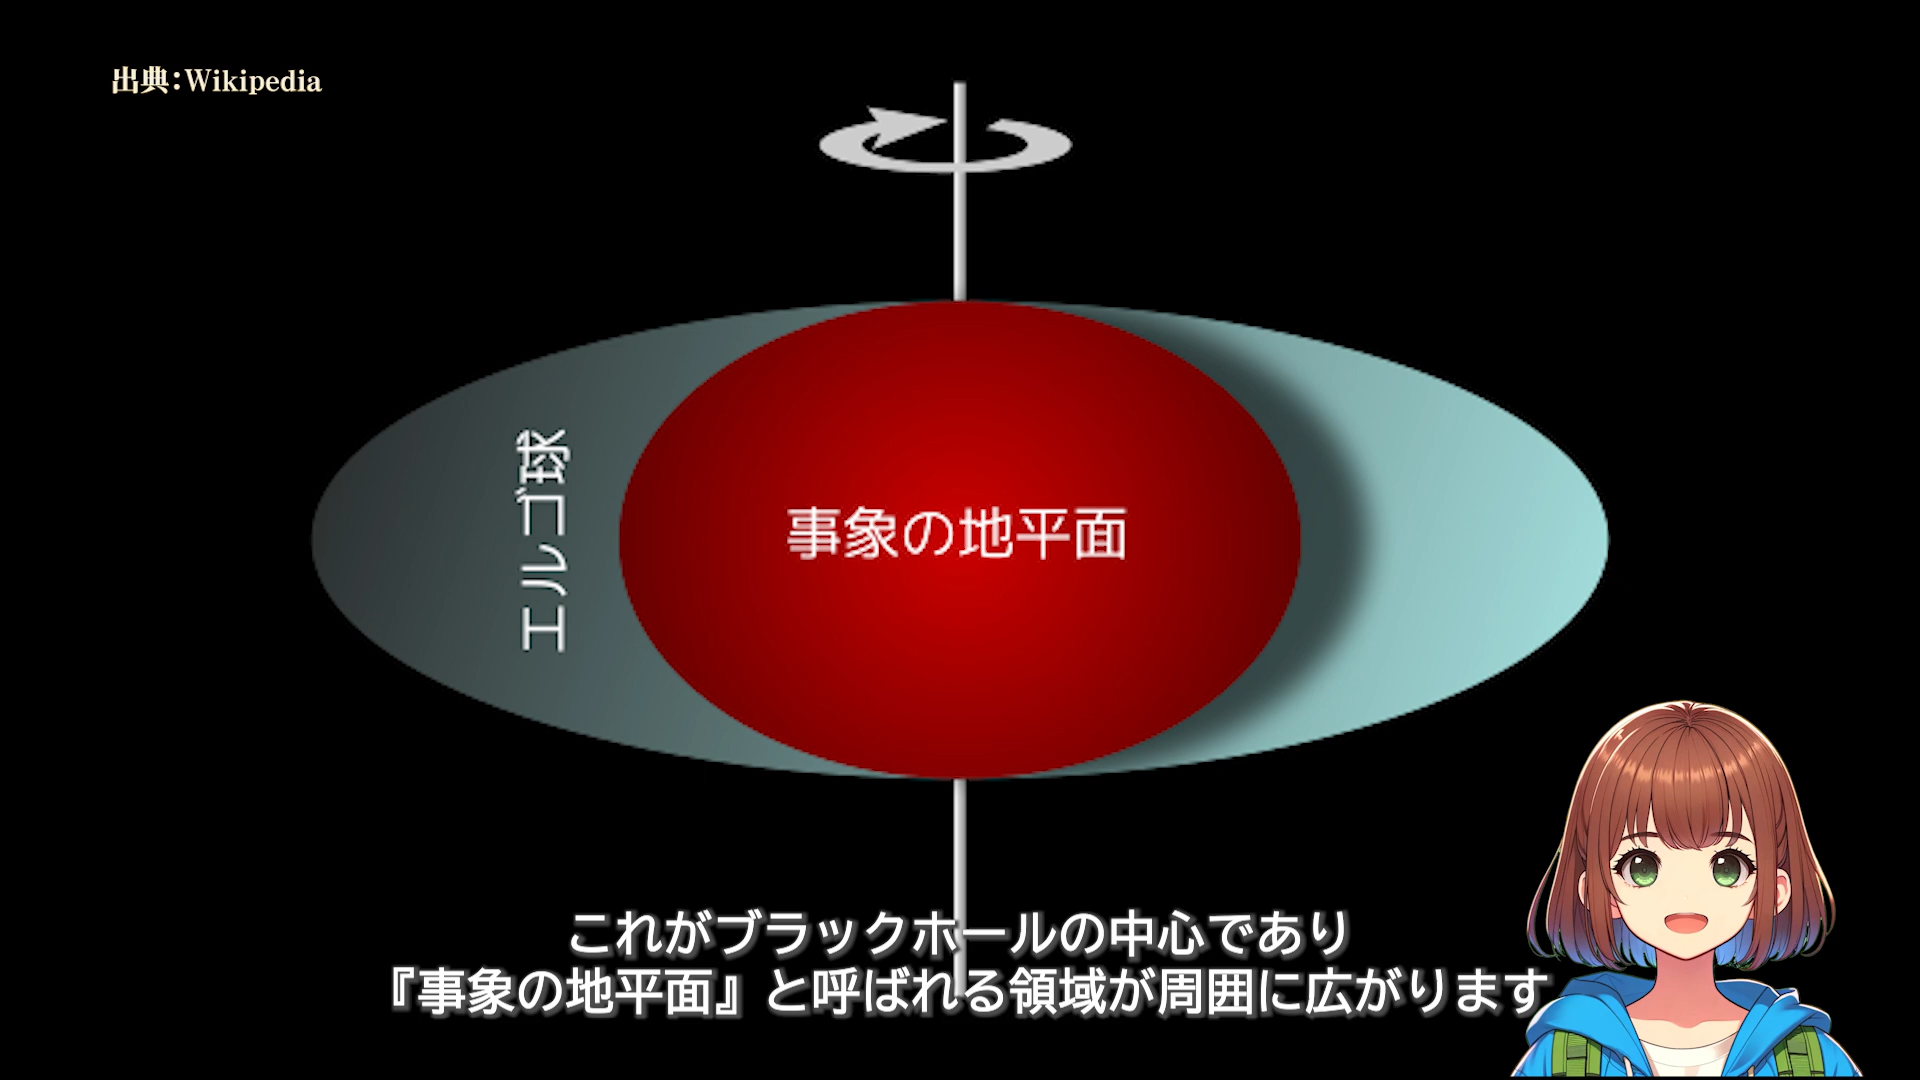 出典：Wikipedia
エルゴ球
事象の地平面
これがブラックホールの中心であり
『事象の地平面』と呼ばれる領域が周囲に広がります